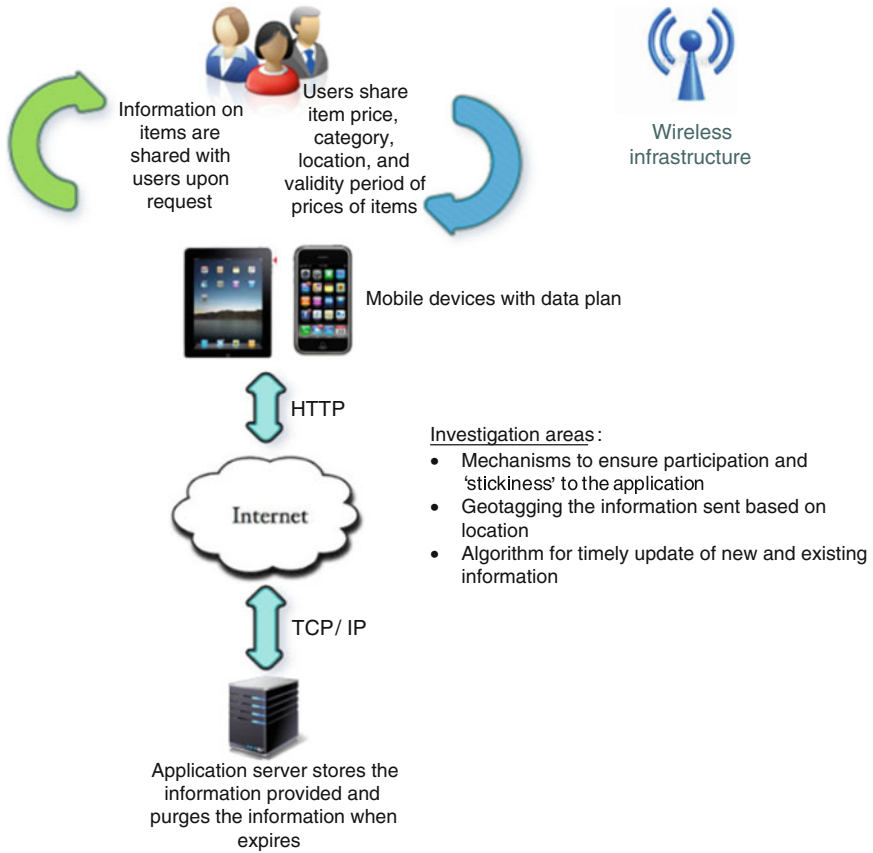 Information on
items are
shared with
users upon
request
Users share
item price,
category,
location, and
validity period of
prices of items
Wireless
infrastructure
Mobile devices with data plan
HTTP
Internet
Investigation areas:
• Mechanisms to ensure participation and
'stickiness' to the application
• Geotagging the information sent based on
location
• Algorithm for timely update of new and existing
information
TCP/ IP
Application server stores the
information provided and
purges the information when
expires